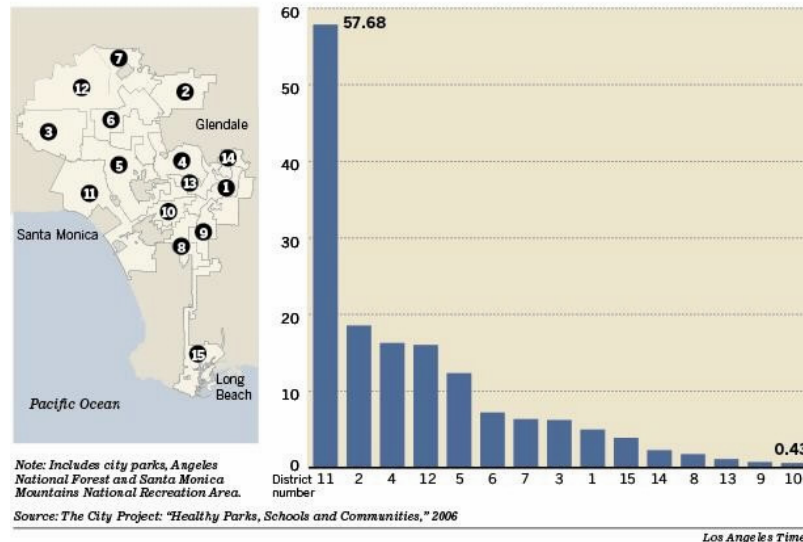 7
12
2
6
Glendale
3
14
5
4
13
1
11
10
Santa Monica
9
8
15
Long
Beach
Pacific Ocean
Note: Includes city parks, Angeles
National Forest and Santa Monica
Mountains National Recreation Area.
60
57.68
50
40
30
20
10
0.43
0
District
number
11 2 4 12 5 6 7 3 1 15 14 8 13 9 10
Source: The City Project: “Healthy Parks, Schools and Communities,” 2006
Los Angeles Time